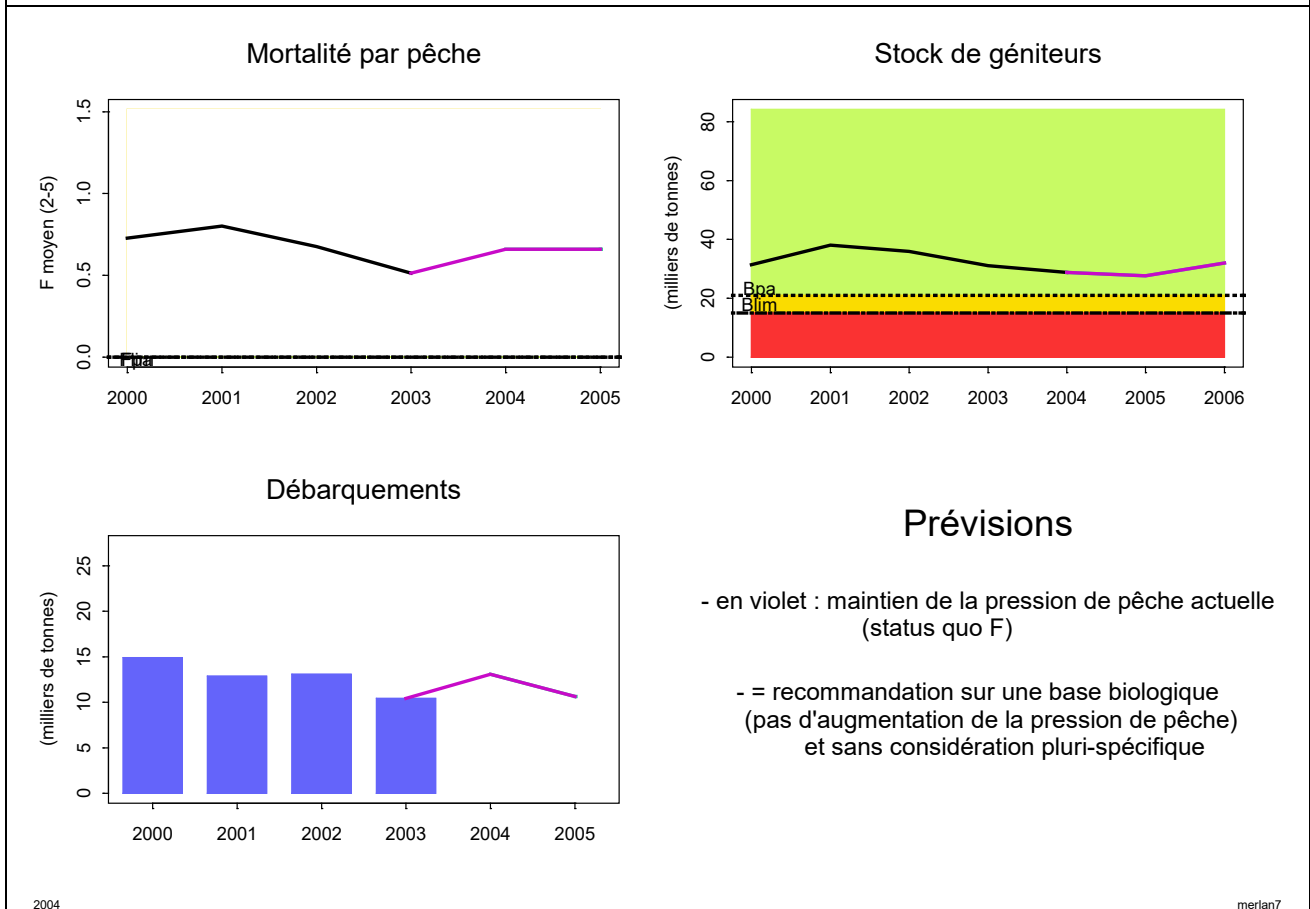 Mortalité par pêche
F moyen (2-5)
1.5
1.0
0.5
0.0
2000 2001 2002 2003 2004 2005
Stock de géniteurs
(milliers de tonnes)
80
60
40
20
0
Bpa
Blim
2000 2001 2002 2003 2004 2005 2006
Débarquements
(milliers de tonnes)
25
20
15
10
5
0
2000 2001 2002 2003 2004 2005
Prévisions
- en violet : maintien de la pression de pêche actuelle
(status quo F)
- = recommandation sur une base biologique
(pas d'augmentation de la pression de pêche)
et sans considération pluri-spécifique
2004
merlan7